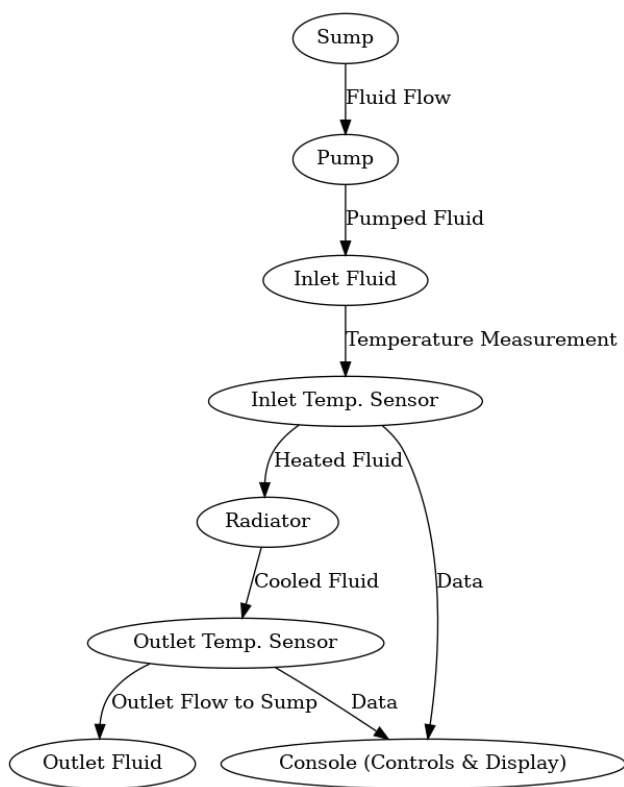 Sump
Fluid Flow
Pump
Pumped Fluid
Inlet Fluid
Temperature Measurement
Inlet Temp. Sensor
Heated Fluid
Radiator
Cooled Fluid
Data
Outlet Temp. Sensor
Outlet Flow to Sump
Data
Outlet Fluid
Console (Controls & Display)